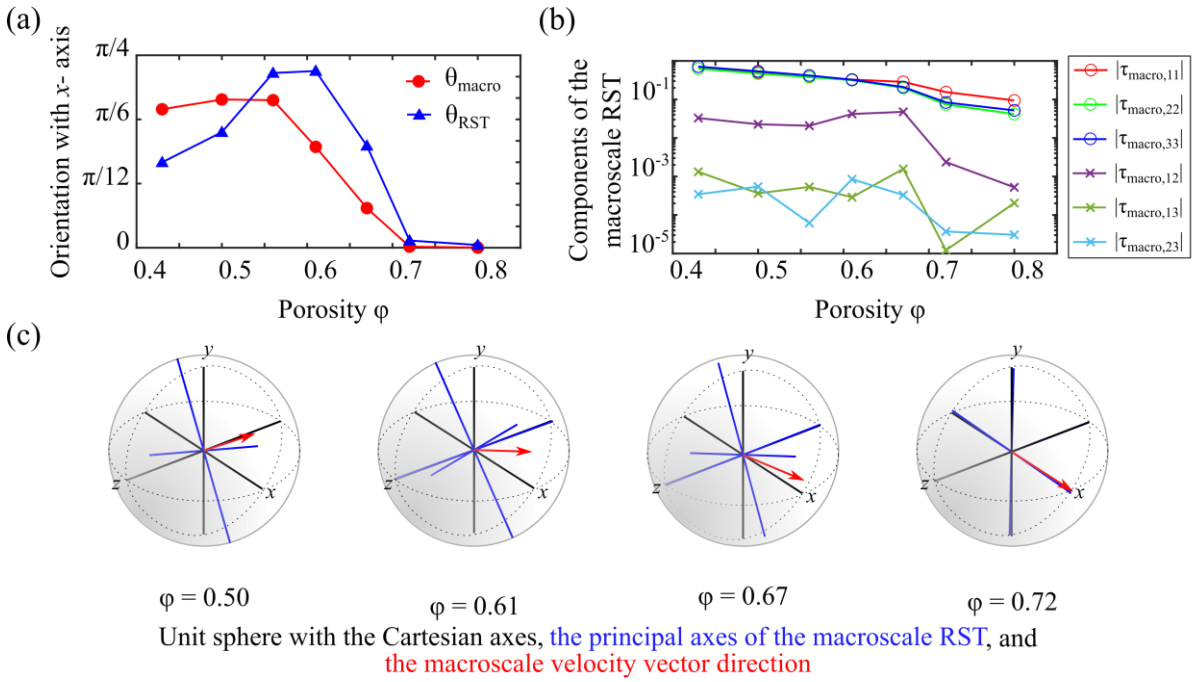 (a)
Orientation with x- axis
π/4
π/6
π/12
0
θmacro
θRST
0.4 0.5 0.6 0.7 0.8
Porosity φ
(b)
Components of the
macroscale RST
10⁻¹
10⁻³
10⁻⁵
0.4 0.5 0.6 0.7 0.8
Porosity φ
|τmacro,11|
|τmacro,22|
|τmacro,33|
|τmacro,12|
|τmacro,13|
|τmacro,23|
(c)
y
z
x
φ = 0.50
y
z
x
φ = 0.61
y
z
x
φ = 0.67
y
z
x
φ = 0.72
Unit sphere with the Cartesian axes, the principal axes of the macroscale RST, and
the macroscale velocity vector direction